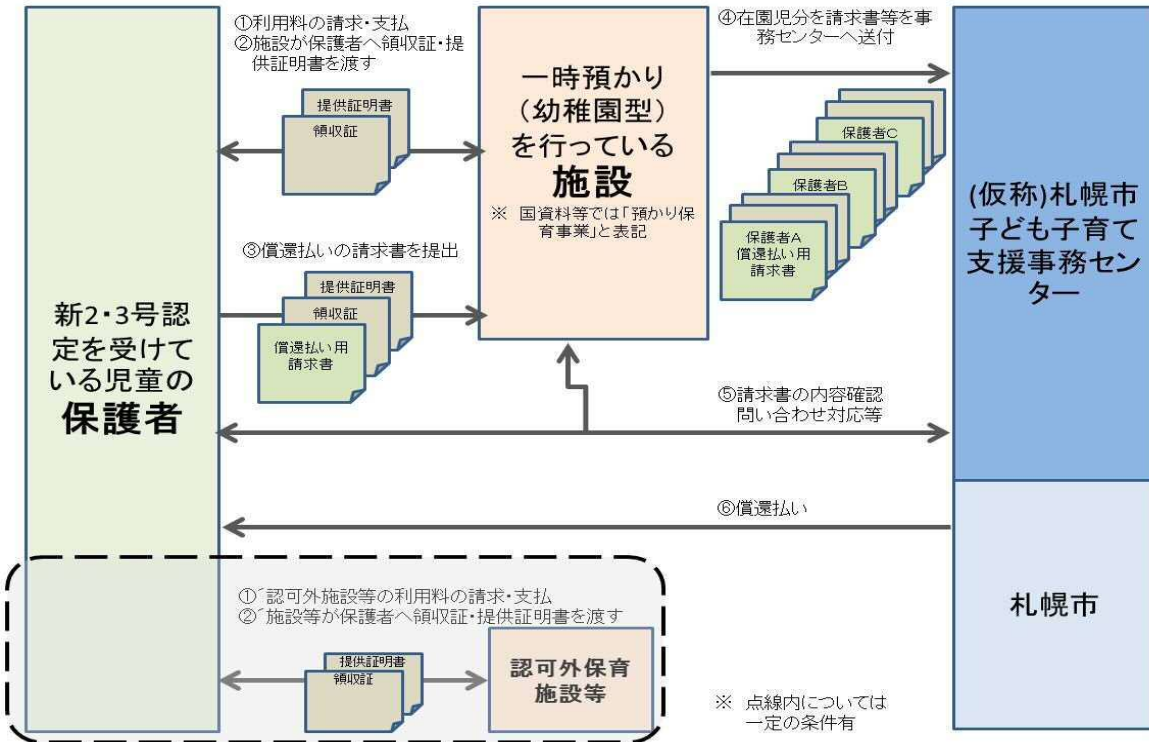 ①利用料の請求・支払
②施設が保護者へ領収証・提
供証明書を渡す
提供証明書
領収証
一時預かり
(幼稚園型)
を行っている
施設
※ 国資料等では「預かり保
育事業」と表記
④在園児分を請求書等を事
務センターへ送付
保護者C
保護者B
保護者A
償還払い用
請求書
(仮称)札幌市
子ども子育て
支援事務セン
ター
③償還払いの請求書を提出
提供証明書
領収証
償還払い用
請求書
新2・3号認
定を受けて
いる児童の
保護者
⑤請求書の内容確認
問い合わせ対応等
⑥償還払い
札幌市
①´認可外施設等の利用料の請求・支払
②´施設等が保護者へ領収証・提供証明書を渡す
提供証明書
領収証
認可外保育
施設等
※ 点線内については
一定の条件有